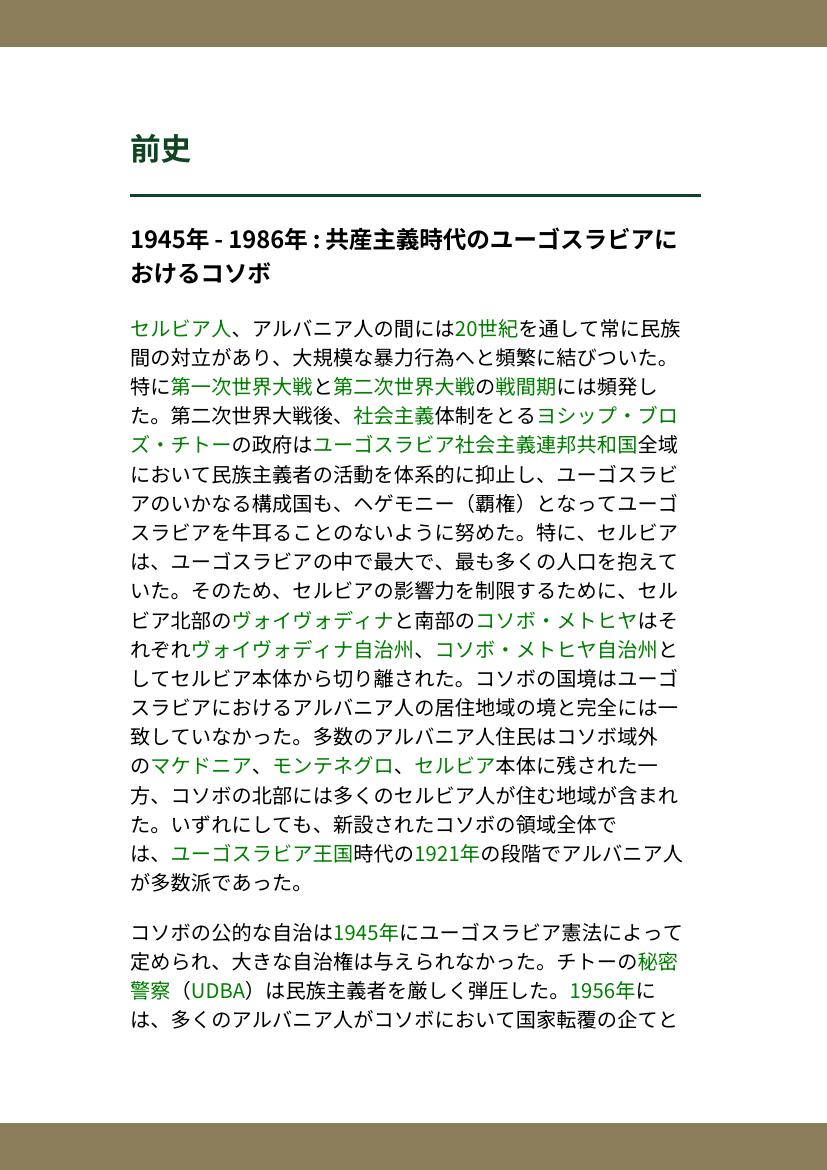 前史
1945年 - 1986年 : 共産主義時代のユーゴスラビアに
おけるコソボ
セルビア人、アルバニア人の間には20世紀を通して常に民族
間の対立があり、大規模な暴力行為へと頻繁に結びついた。
特に第一次世界大戦と第二次世界大戦の戦間期には頻発し
た。第二次世界大戦後、社会主義体制をとるヨシップ・ブロ
ズ・チトーの政府はユーゴスラビア社会主義連邦共和国全域
において民族主義者の活動を体系的に抑止し、ユーゴスラビ
アのいかなる構成国も、ヘゲモニー（覇権）となってユーゴ
スラビアを牛耳ることのないように努めた。特に、セルビア
は、ユーゴスラビアの中で最大で、最も多くの人口を抱えて
いた。そのため、セルビアの影響力を制限するために、セル
ビア北部のヴォイヴォディナと南部のコソボ・メトヒヤはそ
れぞれヴォイヴォディナ自治州、コソボ・メトヒヤ自治州と
してセルビア本体から切り離された。コソボの国境はユーゴ
スラビアにおけるアルバニア人の居住地域の境と完全には一
致していなかった。多数のアルバニア人住民はコソボ域外
のマケドニア、モンテネグロ、セルビア本体に残された一
方、コソボの北部には多くのセルビア人が住む地域が含まれ
た。いずれにしても、新設されたコソボの領域全体で
は、ユーゴスラビア王国時代の1921年の段階でアルバニア人
が多数派であった。
コソボの公的な自治は1945年にユーゴスラビア憲法によって
定められ、大きな自治権は与えられなかった。チトーの秘密
警察（UDBA）は民族主義者を厳しく弾圧した。1956年に
は、多くのアルバニア人がコソボにおいて国家転覆の企てと